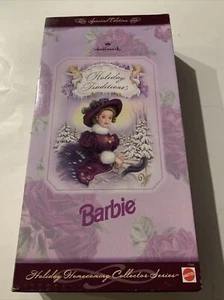 Special Edition
Hallmark
Holiday
Traditions
Barbie
MATTEL
Holiday Homecoming Collector Series